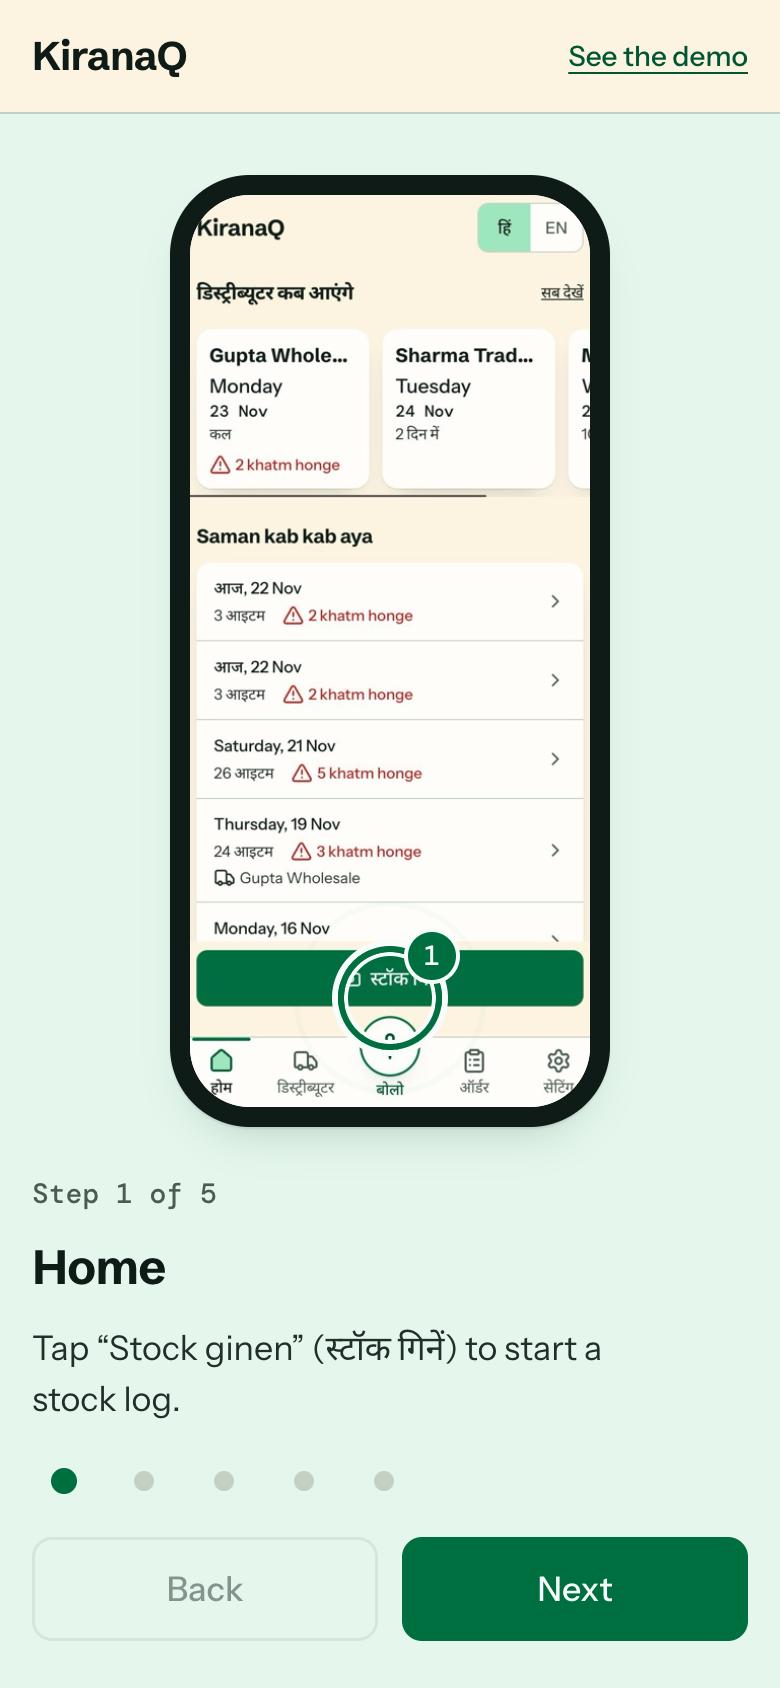 KiranaQ
See the demo
KiranaQ
हिं
EN
डिस्ट्रीब्यूटर कब आएंगे
सब देखें
Gupta Whole...
Monday
23 Nov
कल
2 khatm honge
Sharma Trad...
Tuesday
24 Nov
2 दिन में
Saman kab kab aya
आज, 22 Nov
3 आइटम 2 khatm honge
आज, 22 Nov
3 आइटम 2 khatm honge
Saturday, 21 Nov
26 आइटम 5 khatm honge
Thursday, 19 Nov
24 आइटम 3 khatm honge
Gupta Wholesale
Monday, 16 Nov
1
स्टॉक
होम
डिस्ट्रीब्यूटर
बोलो
ऑर्डर
सेटिंग
Step 1 of 5
Home
Tap “Stock ginen” (स्टॉक गिनें) to start a
stock log.
Back
Next